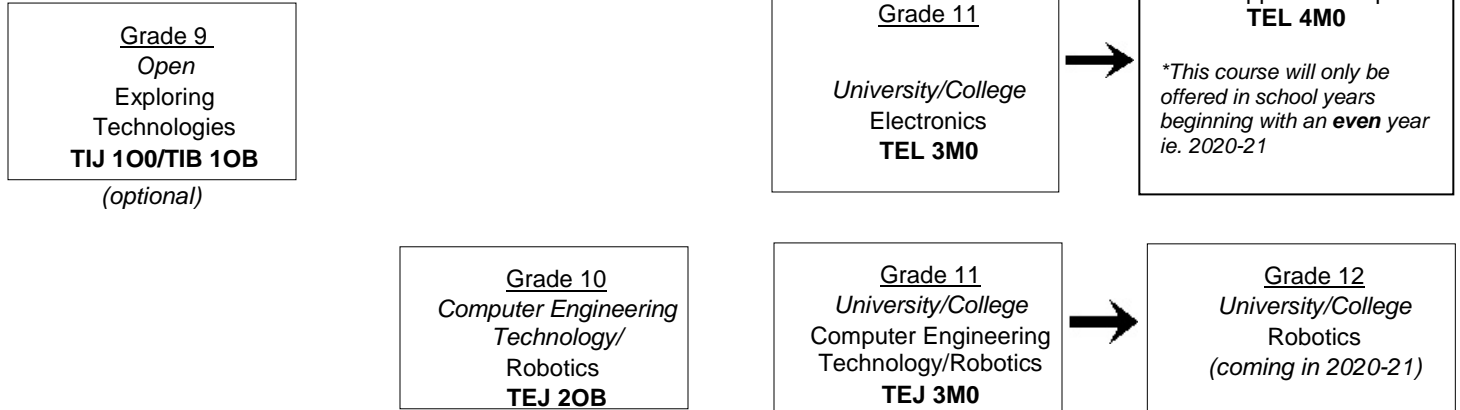 Grade 9
Open
Exploring
Technologies
TIJ 1O0/TIB 1OB
(optional)
Grade 11
University/College
Electronics
TEL 3M0
TEL 4M0
*This course will only be
offered in school years
beginning with an even year
ie. 2020-21
Grade 10
Computer Engineering
Technology/
Robotics
TEJ 2OB
Grade 11
University/College
Computer Engineering
Technology/Robotics
TEJ 3M0
Grade 12
University/College
Robotics
(coming in 2020-21)